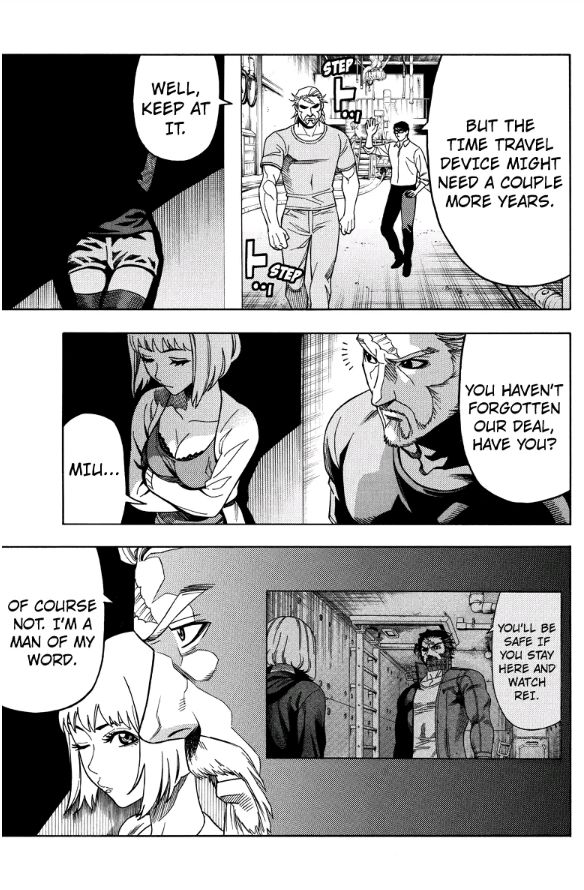 BUT THE
TIME TRAVEL
DEVICE MIGHT
NEED A COUPLE
MORE YEARS.
STEP
ト...
ト...
STEP
WELL,
KEEP AT
IT.
YOU HAVEN'T
FORGOTTEN
OUR DEAL,
HAVE YOU?
MIU...
YOU'LL BE
SAFE IF
YOU STAY
HERE AND
WATCH
REI.
OF COURSE
NOT. I'M A
MAN OF MY
WORD.